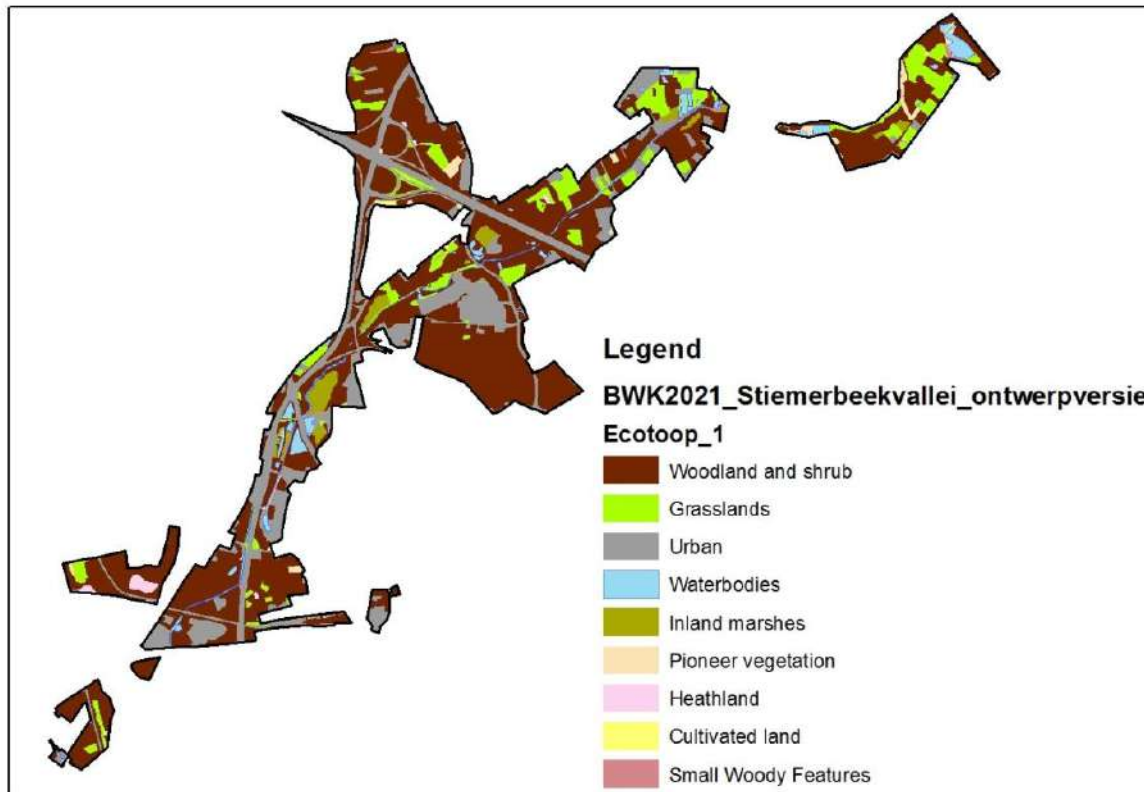 Legend
BWK2021_Stiemerbeekvallei_ontwerpversie
Ecotoop_1
Woodland and shrub
Grasslands
Urban
Waterbodies
Inland marshes
Pioneer vegetation
Heathland
Cultivated land
Small Woody Features